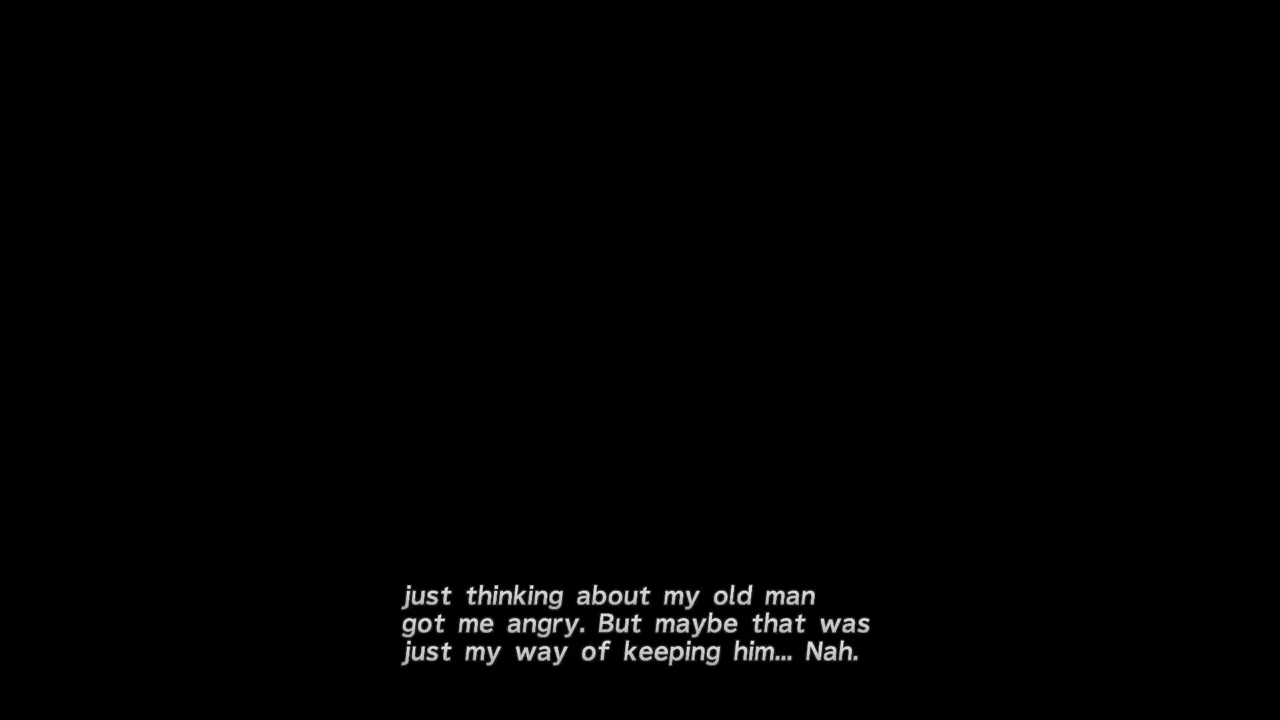 just thinking about my old man
got me angry. But maybe that was
just my way of keeping him... Nah.